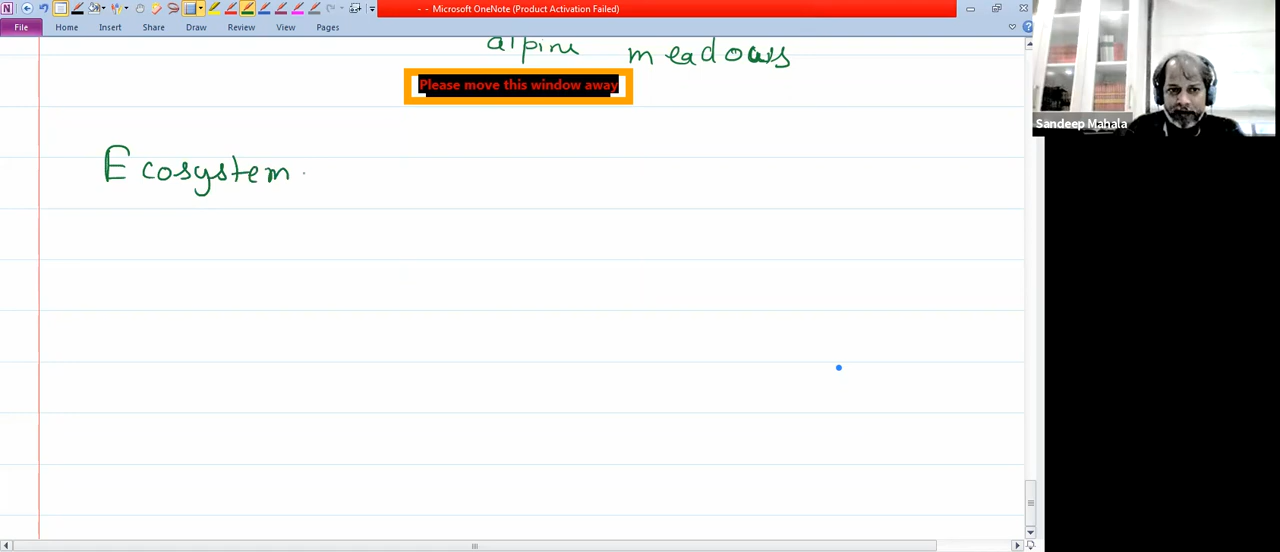 - - Microsoft OneNote (Product Activation Failed)
File Home Insert Share Draw Review View Pages
alpine meadows
Please move this window away
Sandeep Mahala
Ecosystem